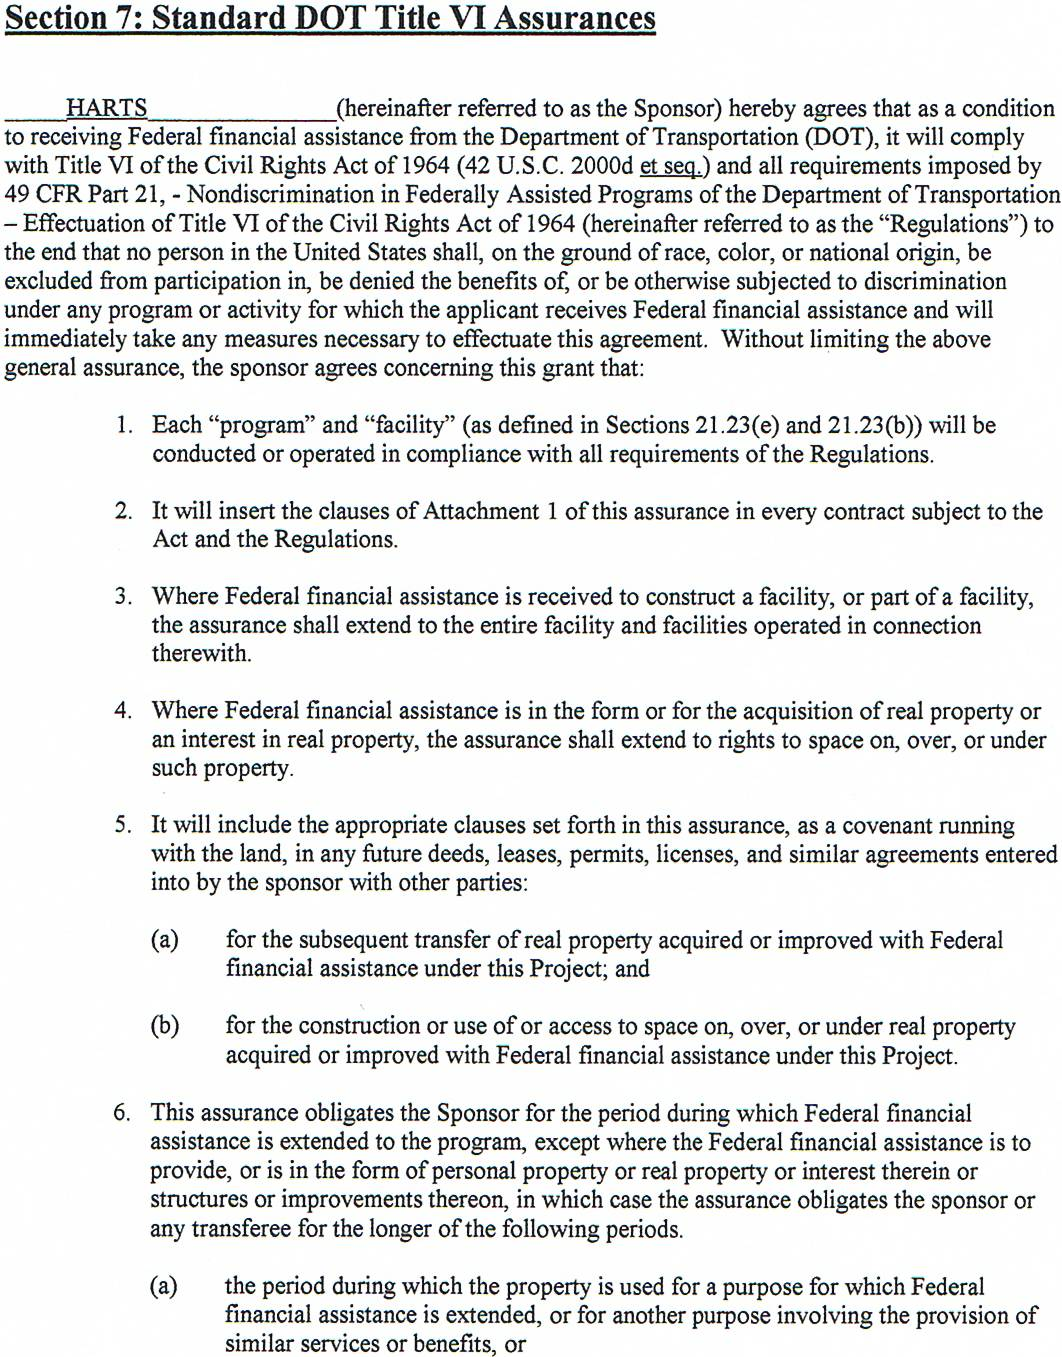 Section 7: Standard DOT Title VI Assurances
_____HARTS_______________(hereinafter referred to as the Sponsor) hereby agrees that as a condition
to receiving Federal financial assistance from the Department of Transportation (DOT), it will comply
with Title VI of the Civil Rights Act of 1964 (42 U.S.C. 2000d et seq.) and all requirements imposed by
49 CFR Part 21, - Nondiscrimination in Federally Assisted Programs of the Department of Transportation
– Effectuation of Title VI of the Civil Rights Act of 1964 (hereinafter referred to as the “Regulations”) to
the end that no person in the United States shall, on the ground of race, color, or national origin, be
excluded from participation in, be denied the benefits of, or be otherwise subjected to discrimination
under any program or activity for which the applicant receives Federal financial assistance and will
immediately take any measures necessary to effectuate this agreement. Without limiting the above
general assurance, the sponsor agrees concerning this grant that:
1. Each “program” and “facility” (as defined in Sections 21.23(e) and 21.23(b)) will be
conducted or operated in compliance with all requirements of the Regulations.
2. It will insert the clauses of Attachment 1 of this assurance in every contract subject to the
Act and the Regulations.
3. Where Federal financial assistance is received to construct a facility, or part of a facility,
the assurance shall extend to the entire facility and facilities operated in connection
therewith.
4. Where Federal financial assistance is in the form or for the acquisition of real property or
an interest in real property, the assurance shall extend to rights to space on, over, or under
such property.
5. It will include the appropriate clauses set forth in this assurance, as a covenant running
with the land, in any future deeds, leases, permits, licenses, and similar agreements entered
into by the sponsor with other parties:
(a) for the subsequent transfer of real property acquired or improved with Federal
financial assistance under this Project; and
(b) for the construction or use of or access to space on, over, or under real property
acquired or improved with Federal financial assistance under this Project.
6. This assurance obligates the Sponsor for the period during which Federal financial
assistance is extended to the program, except where the Federal financial assistance is to
provide, or is in the form of personal property or real property or interest therein or
structures or improvements thereon, in which case the assurance obligates the sponsor or
any transferee for the longer of the following periods.
(a) the period during which the property is used for a purpose for which Federal
financial assistance is extended, or for another purpose involving the provision of
similar services or benefits, or